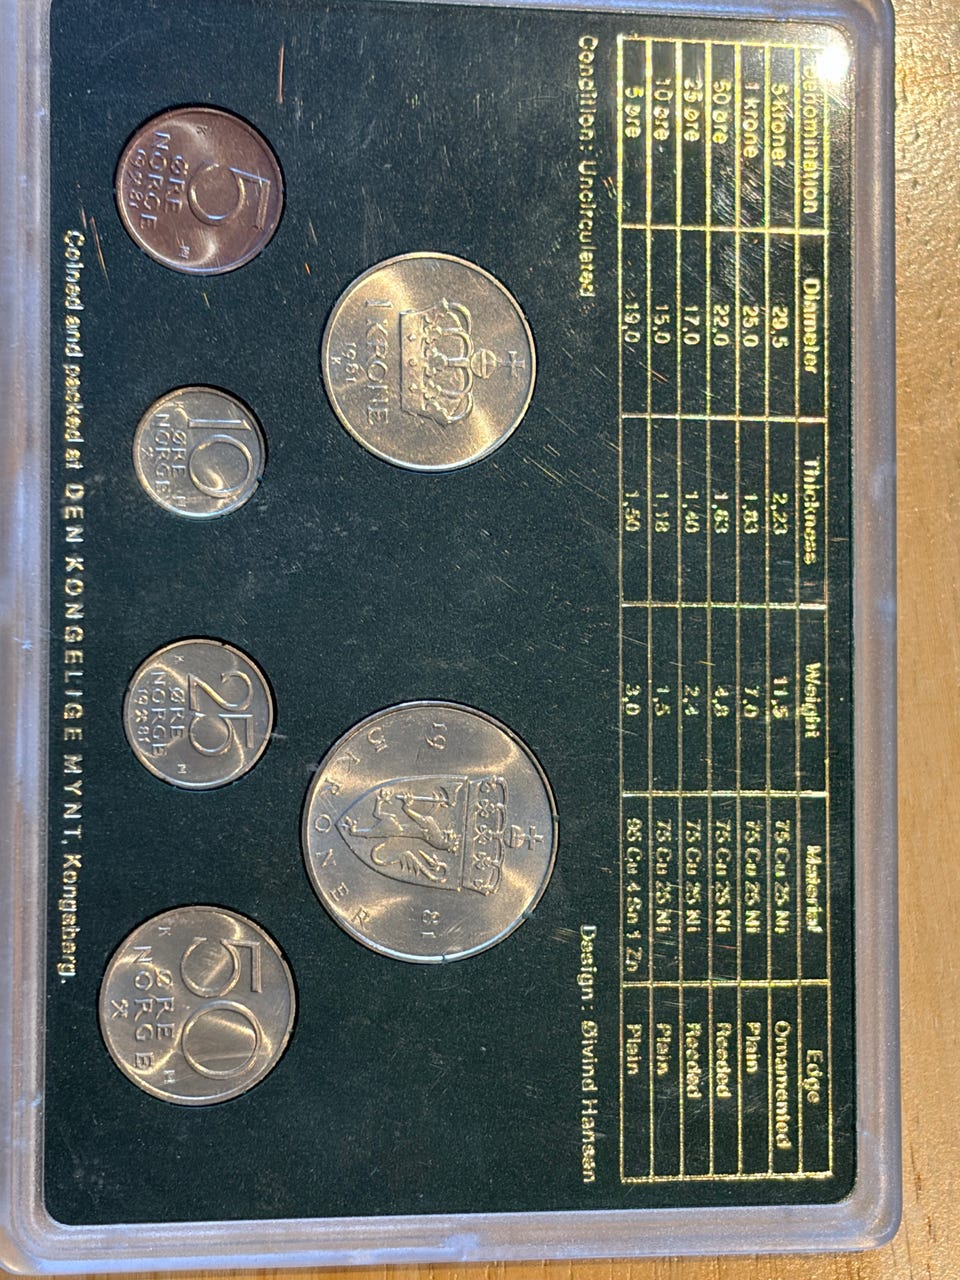 Denomination Diameter Thickness Weight Material Edge
5 kroner 29,5 2,23 11,5 75 Cu 25 Ni Ornamented
1 krone 25,0 1,83 7,0 75 Cu 25 Ni Plain
50 øre 22,0 1,63 4,8 75 Cu 25 Ni Reeded
25 øre 17,0 1,40 2,4 75 Cu 25 Ni Reeded
10 øre 15,0 1,18 1,5 75 Cu 25 Ni Plain
5 øre 19,0 1,50 3,0 95 Cu 4 Sn 1 Zn Plain
Condition: Uncirculated Design: Øivind Hansen
1 KRONE
1981
K
19 81
5 KRONER
5
ØRE
NORGE
1981
K
10
ØRE
NORGE
K
25
ØRE
NORGE
1981
K
50
ØRE
NORGE
K
Coined and packed at DEN KONGELIGE MYNT, Kongsberg.